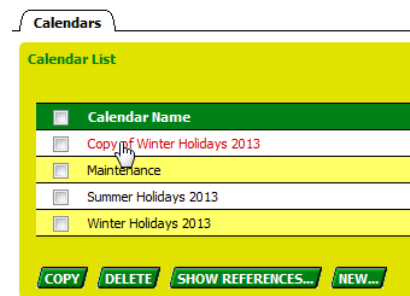 Calendars
Calendar List
Calendar Name
Copy of Winter Holidays 2013
Maintenance
Summer Holidays 2013
Winter Holidays 2013
COPY DELETE SHOW REFERENCES... NEW...